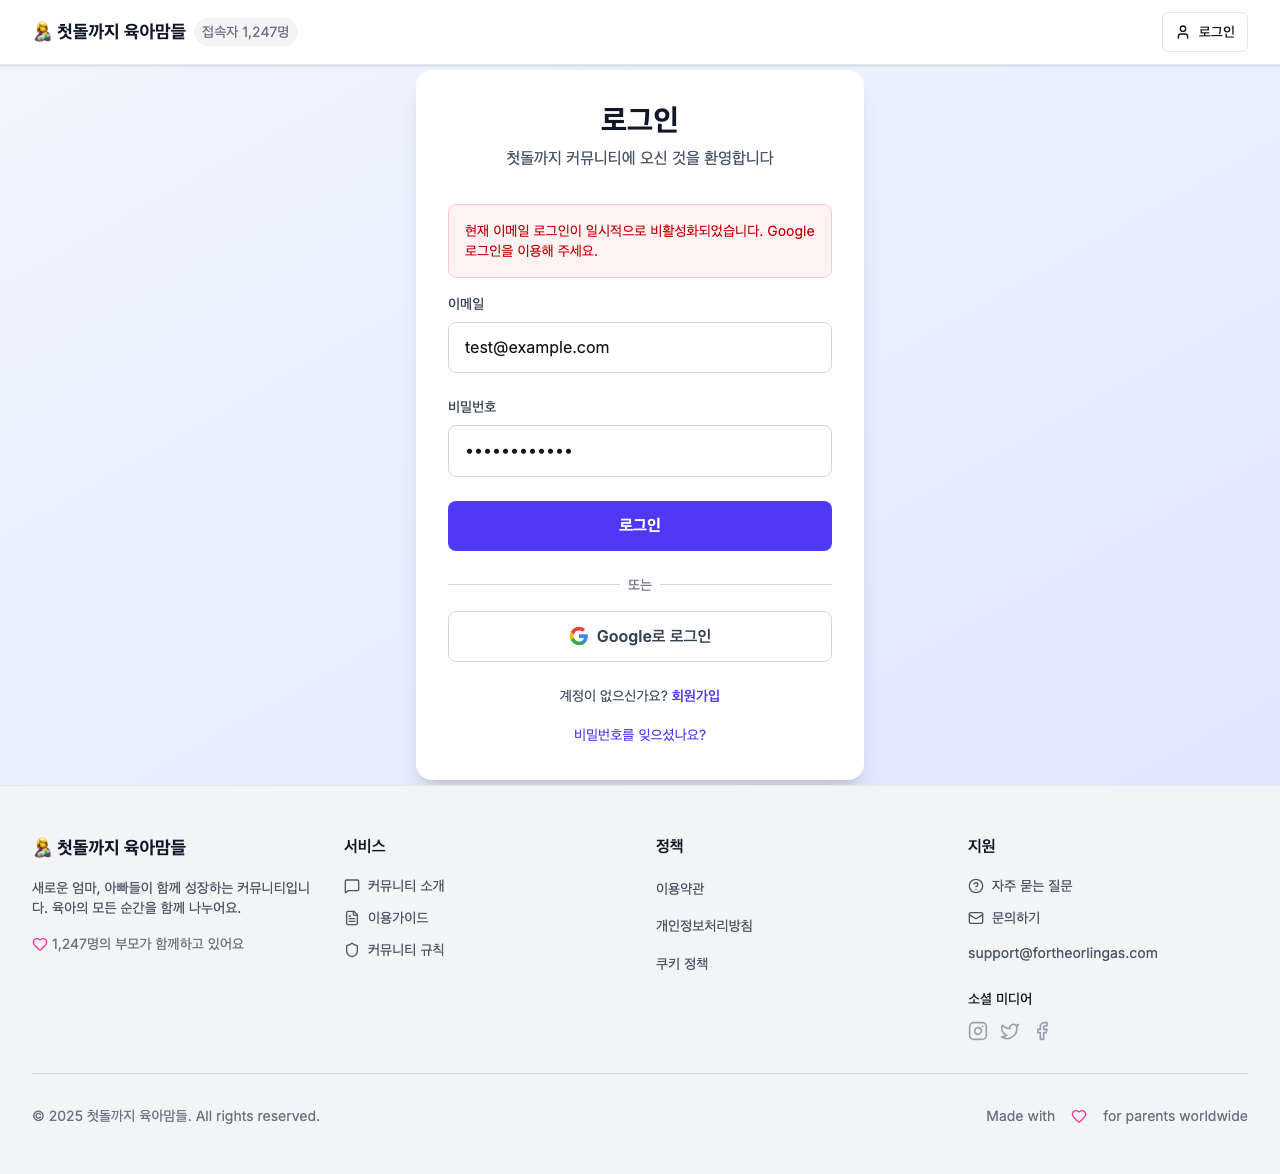 첫돌까지 육아맘들
접속자 1,247명
로그인
로그인
첫돌까지 커뮤니티에 오신 것을 환영합니다
현재 이메일 로그인이 일시적으로 비활성화되었습니다. Google
로그인을 이용해 주세요.
이메일
test@example.com
비밀번호
••••••••••••
로그인
또는
Google로 로그인
계정이 없으신가요? 회원가입
비밀번호를 잊으셨나요?
첫돌까지 육아맘들
새로운 엄마, 아빠들이 함께 성장하는 커뮤니티입니
다. 육아의 모든 순간을 함께 나누어요.
1,247명의 부모가 함께하고 있어요
서비스
커뮤니티 소개
이용가이드
커뮤니티 규칙
정책
이용약관
개인정보처리방침
쿠키 정책
지원
자주 묻는 질문
문의하기
support@fortheorlingas.com
소셜 미디어
© 2025 첫돌까지 육아맘들. All rights reserved.
Made with for parents worldwide